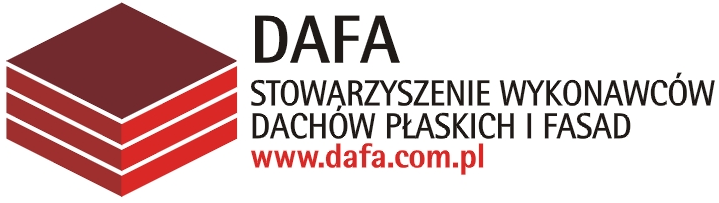 DAFA
STOWARZYSZENIE WYKONAWCÓW
DACHÓW PŁASKICH I FASAD
www.dafa.com.pl